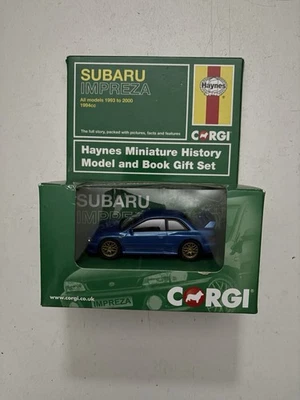 SUBARU
IMPREZA
All models 1993 to 2000
1994cc
Haynes
The full story, packed with pictures, facts and features
CORGI
Haynes Miniature History
Model and Book Gift Set
SUBARU
IMPREZA
www.corgi.co.uk
IMPREZA
CORGI